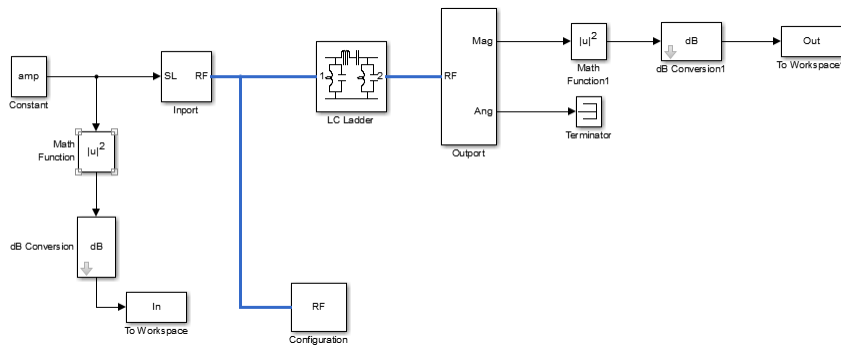 amp
Constant
SL
RF
Inport
1
2
LC Ladder
RF
Mag
Ang
Outport
|u|²
Math
Function1
dB
dB Conversion1
Out
To Workspace1
Terminator
Math
Function
|u|²
dB Conversion
dB
In
To Workspace
RF
Configuration